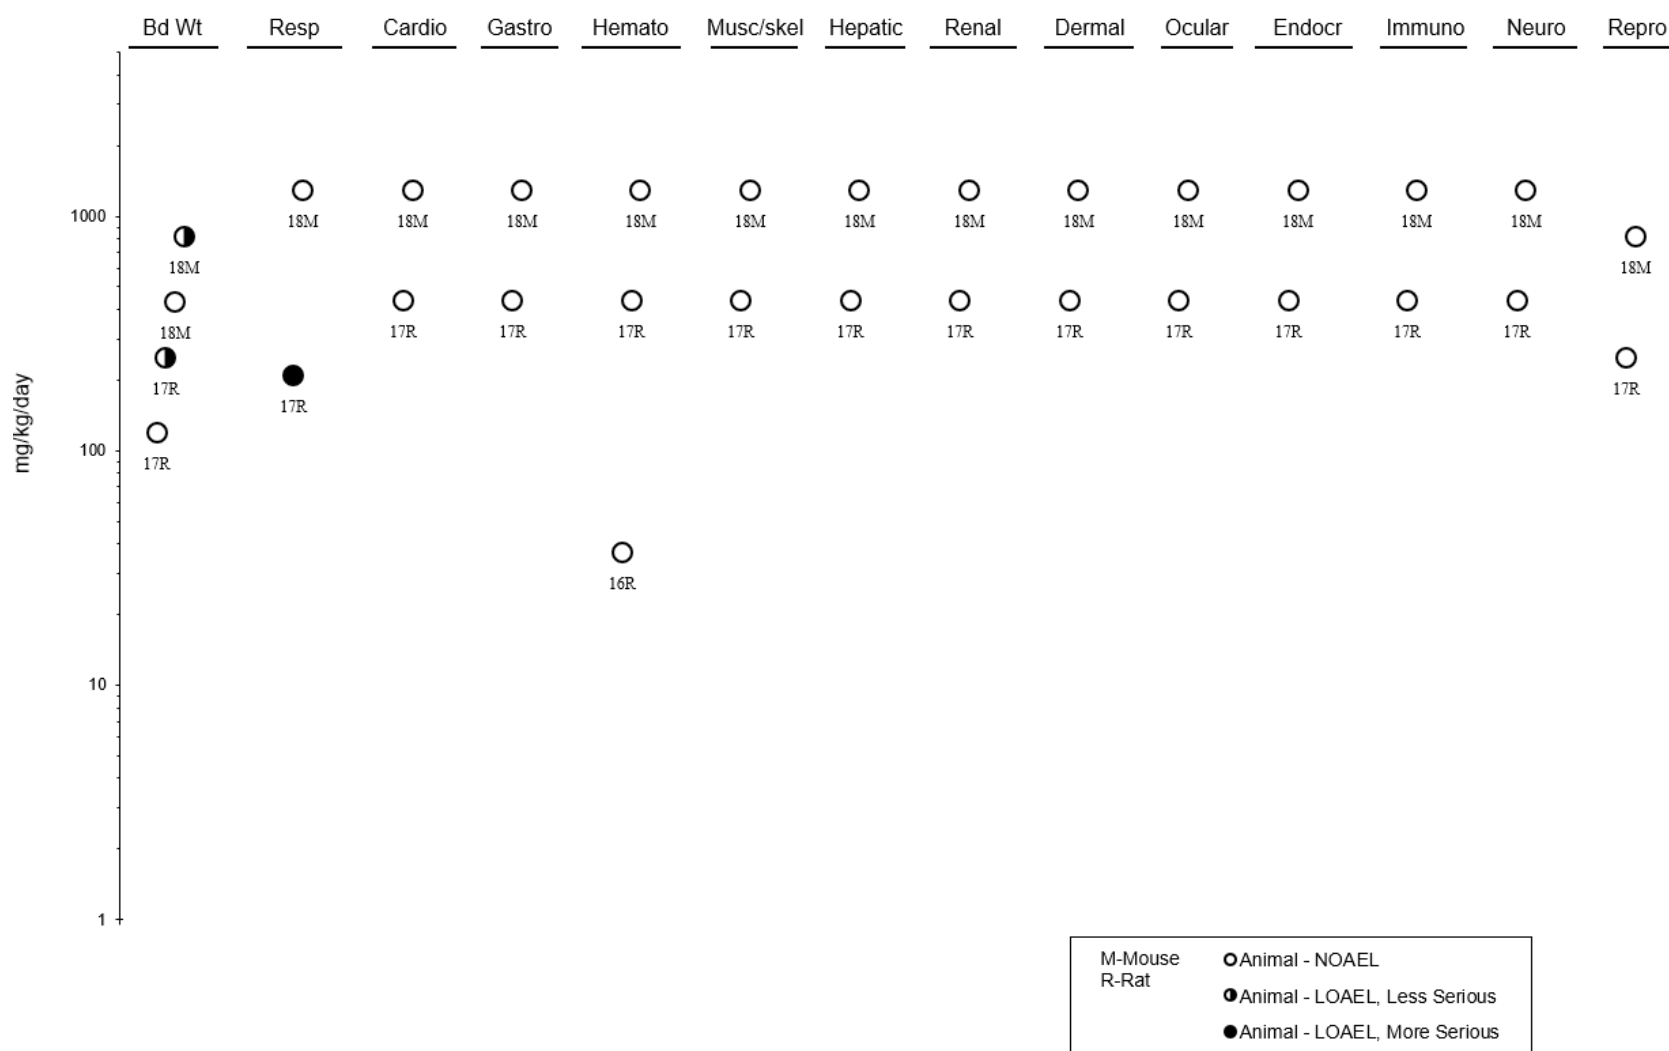 Bd Wt Resp Cardio Gastro Hemato Musc/skel Hepatic Renal Dermal Ocular Endocr Immuno Neuro Repro
18M 18M 18M 18M 18M 18M 18M 18M 18M 18M 18M 18M
1000
18M 18M
18M 17R 17R 17R 17R 17R 17R 17R 17R 17R 17R 17R
17R 17R
17R
mg/kg/day
100
17R
16R
10
1
M-Mouse Animal - NOAEL
R-Rat
Animal - LOAEL, Less Serious
Animal - LOAEL, More Serious